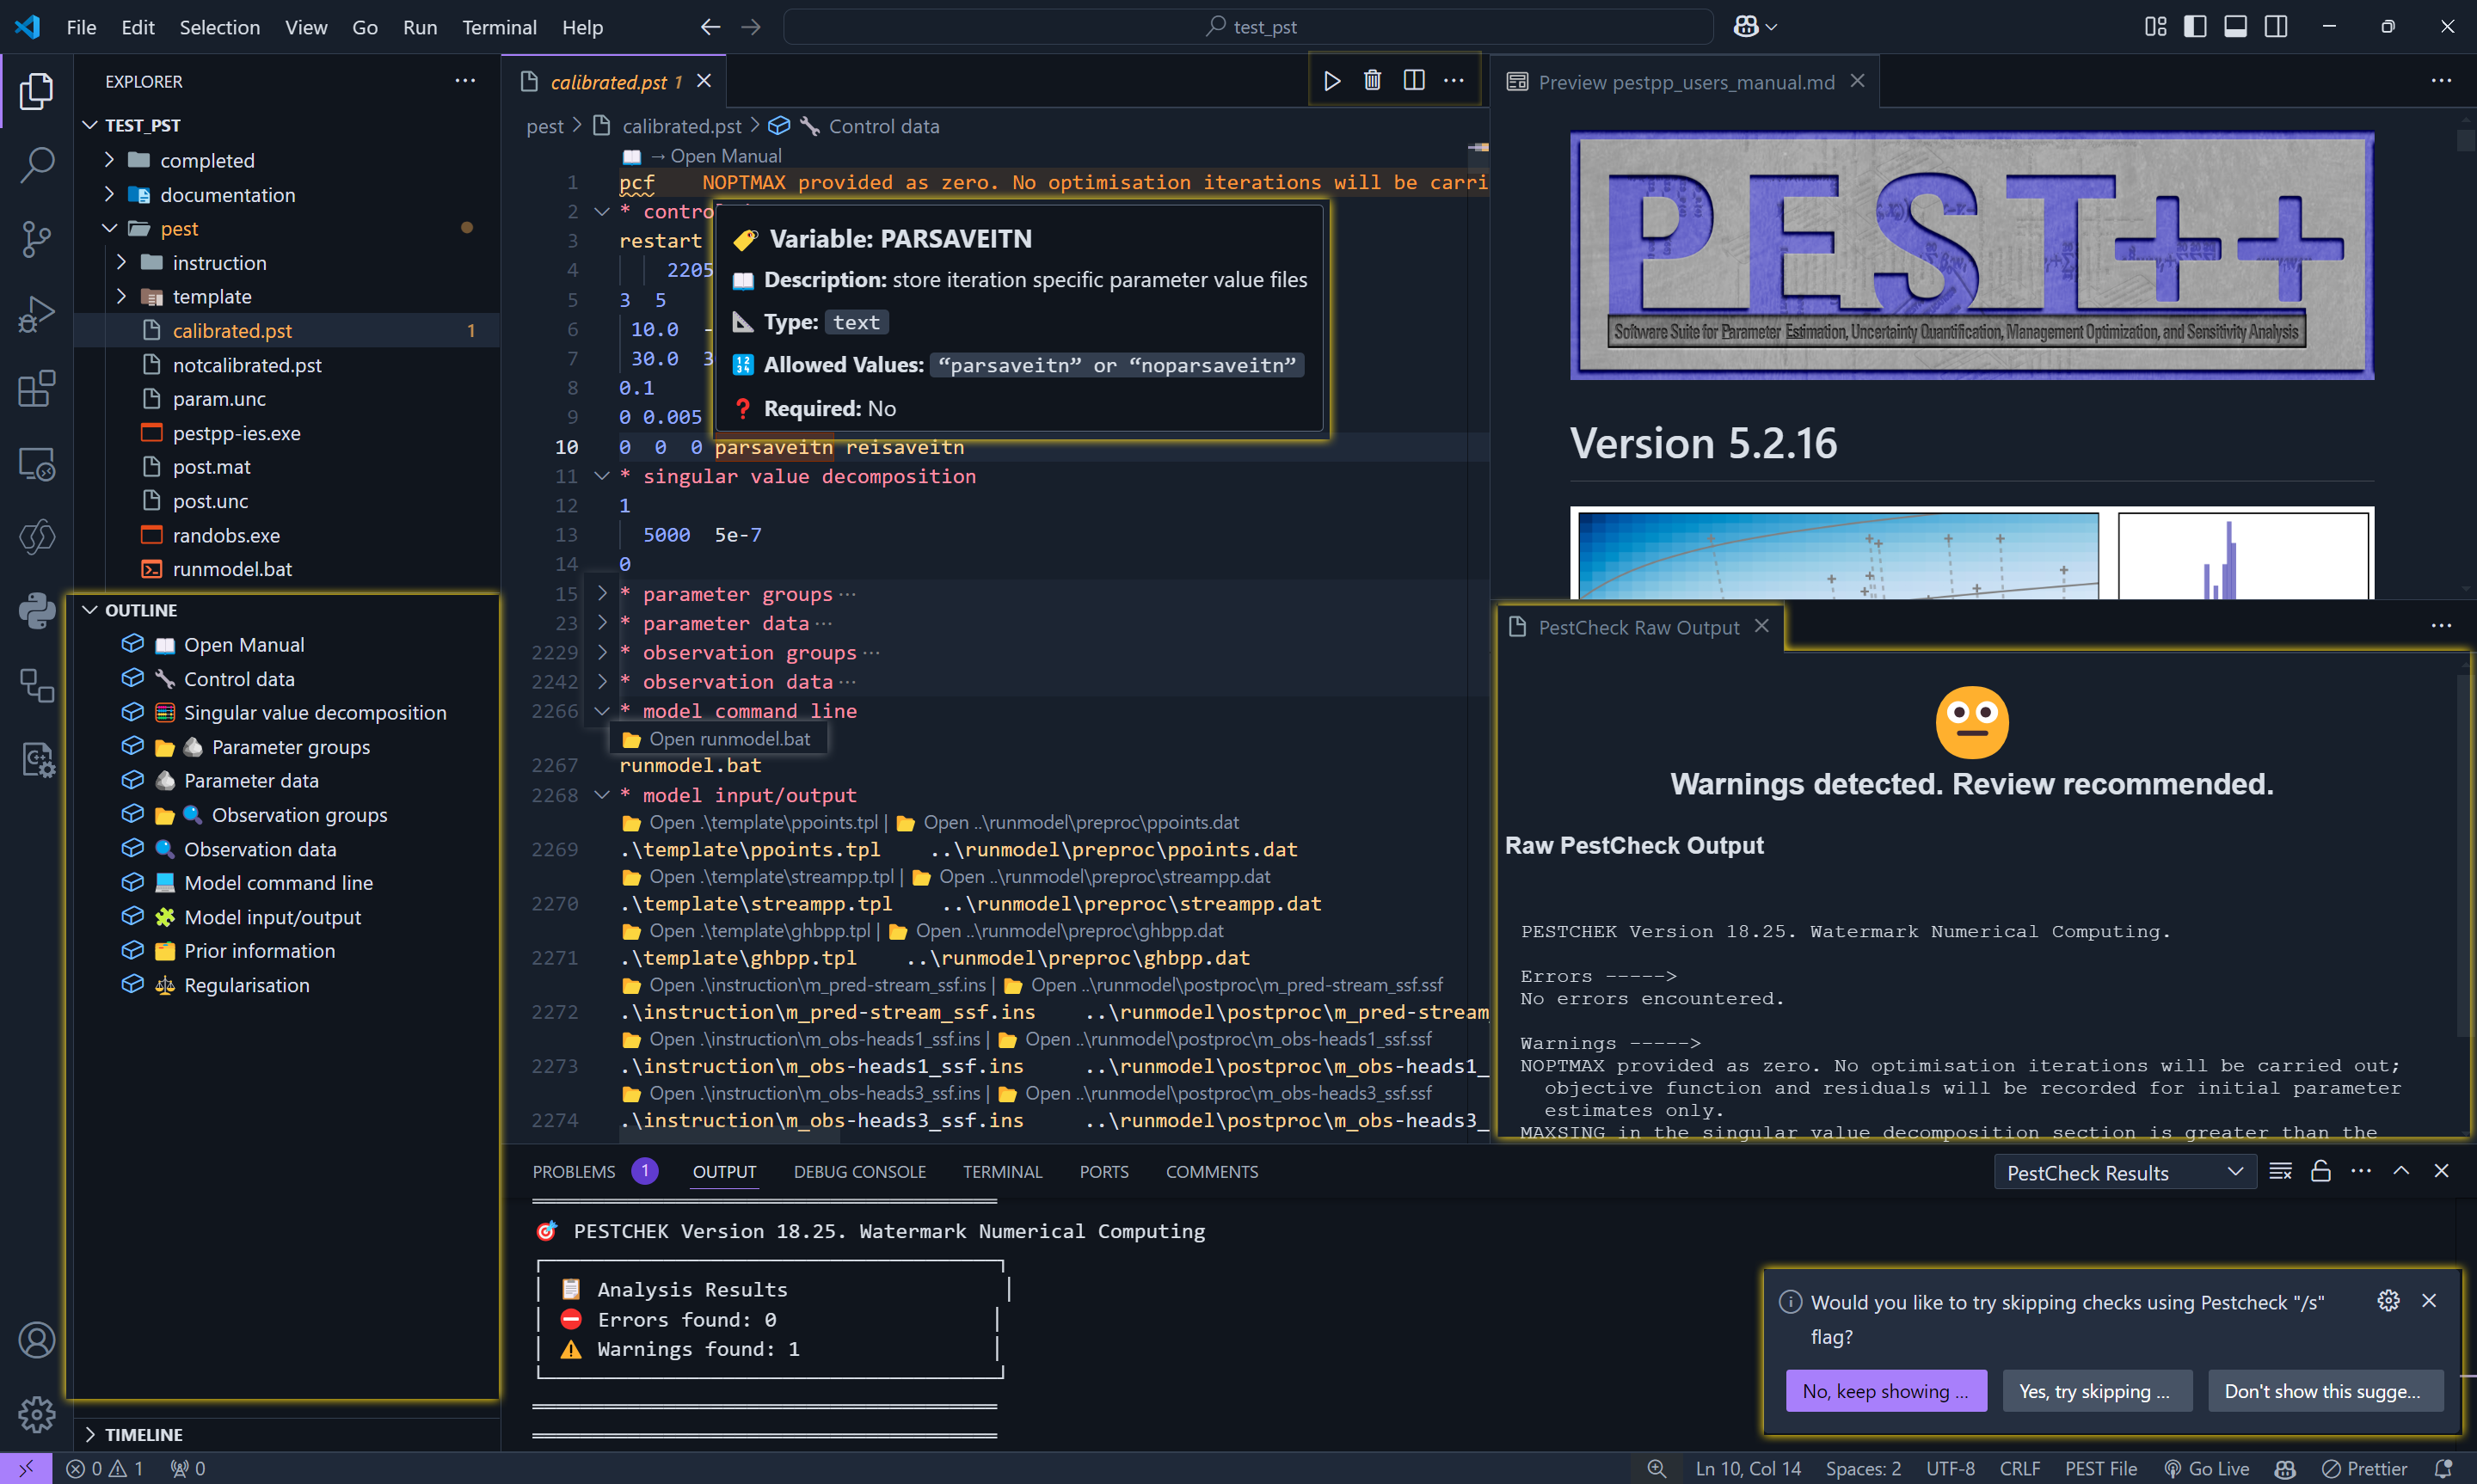 File Edit Selection View Go Run Terminal Help
test_pst
EXPLORER
TEST_PST
completed
documentation
pest
instruction
template
calibrated.pst 1
notcalibrated.pst
param.unc
pestpp-ies.exe
post.mat
post.unc
randobs.exe
runmodel.bat
OUTLINE
Open Manual
Control data
Singular value decomposition
Parameter groups
Parameter data
Observation groups
Observation data
Model command line
Model input/output
Prior information
Regularisation
TIMELINE
calibrated.pst 1
pest > calibrated.pst > Control data
→ Open Manual
1 pcf NOPTMAX provided as zero. No optimisation iterations will be carri
2 * contro
3 restart
4 2205
5 3 5
6 10.0 -
7 30.0 3
8 0.1
9 0 0.005
Variable: PARSAVEITN
Description: store iteration specific parameter value files
Type: text
Allowed Values: “parsaveitn” or “noparsaveitn”
Required: No
10 0 0 0 parsaveitn reisaveitn
11 * singular value decomposition
12 1
13 5000 5e-7
14 0
15 * parameter groups ···
23 * parameter data ···
2229 * observation groups ···
2242 * observation data ···
2266 * model command line
Open runmodel.bat
2267 runmodel.bat
2268 * model input/output
Open .\template\ppoints.tpl | Open ..\runmodel\preproc\ppoints.dat
2269 .\template\ppoints.tpl ..\runmodel\preproc\ppoints.dat
Open .\template\streampp.tpl | Open ..\runmodel\preproc\streampp.dat
2270 .\template\streampp.tpl ..\runmodel\preproc\streampp.dat
Open .\template\ghbpp.tpl | Open ..\runmodel\preproc\ghbpp.dat
2271 .\template\ghbpp.tpl ..\runmodel\preproc\ghbpp.dat
Open .\instruction\m_pred-stream_ssf.ins | Open ..\runmodel\postproc\m_pred-stream_ssf.ssf
2272 .\instruction\m_pred-stream_ssf.ins ..\runmodel\postproc\m_pred-stream_
Open .\instruction\m_obs-heads1_ssf.ins | Open ..\runmodel\postproc\m_obs-heads1_ssf.ssf
2273 .\instruction\m_obs-heads1_ssf.ins ..\runmodel\postproc\m_obs-heads1_
Open .\instruction\m_obs-heads3_ssf.ins | Open ..\runmodel\postproc\m_obs-heads3_ssf.ssf
2274 .\instruction\m_obs-heads3_ssf.ins ..\runmodel\postproc\m_obs-heads3_
Preview pestpp_users_manual.md
PEST++
Software Suite for Parameter Estimation, Uncertainty Quantification, Management Optimization, and Sensitivity Analysis
Version 5.2.16
PestCheck Raw Output
Warnings detected. Review recommended.
Raw PestCheck Output
PESTCHEK Version 18.25. Watermark Numerical Computing.
Errors ----->
No errors encountered.
Warnings ----->
NOPTMAX provided as zero. No optimisation iterations will be carried out;
objective function and residuals will be recorded for initial parameter
estimates only.
MAXSING in the singular value decomposition section is greater than the
PROBLEMS 1 OUTPUT DEBUG CONSOLE TERMINAL PORTS COMMENTS
PestCheck Results
PESTCHEK Version 18.25. Watermark Numerical Computing
Analysis Results
Errors found: 0
Warnings found: 1
Would you like to try skipping checks using Pestcheck "/s"
flag?
No, keep showing ...
Yes, try skipping ...
Don't show this sugge...
0 1 0
Ln 10, Col 14 Spaces: 2 UTF-8 CRLF PEST File Go Live Prettier